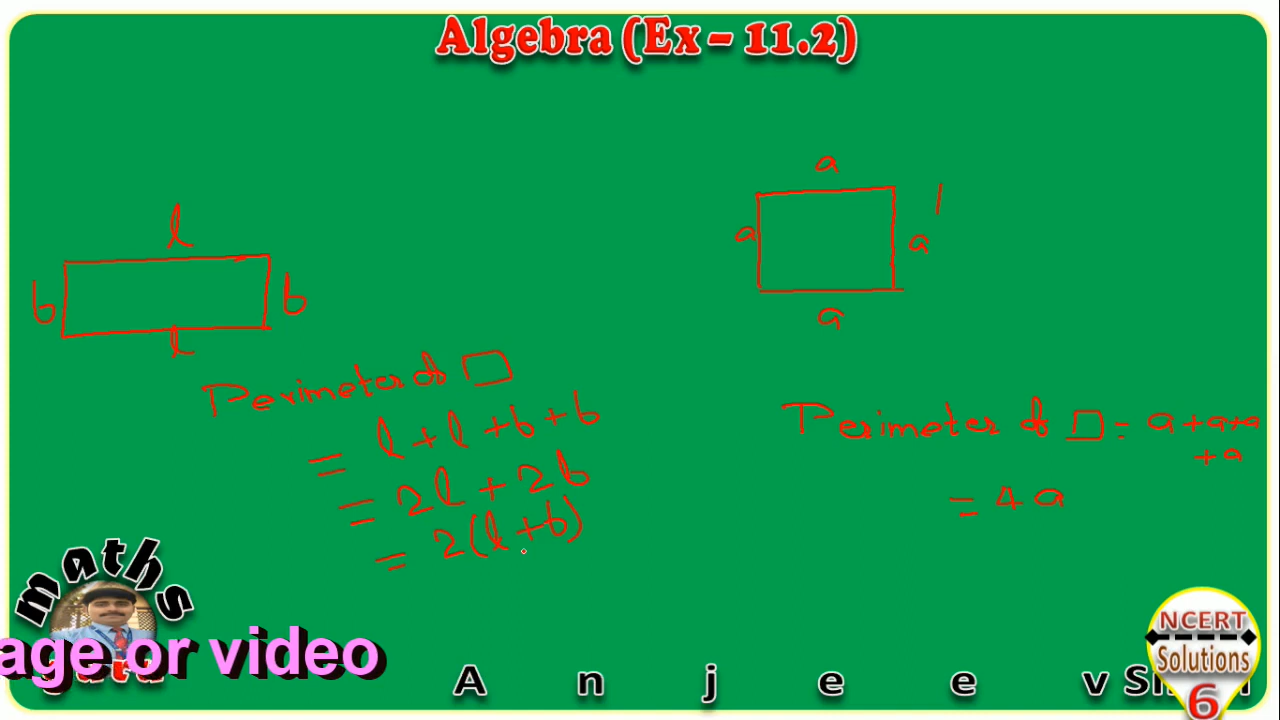 Algebra (Ex – 11.2)
l
b
b
l
Perimeter of □
= l + l + b + b
= 2l + 2b
= 2(l + b)
a
a
a
a
Perimeter of □ = a + a + a
+ a
= 4a
maths
age or video
A n j e e v
NCERT
Solutions
6